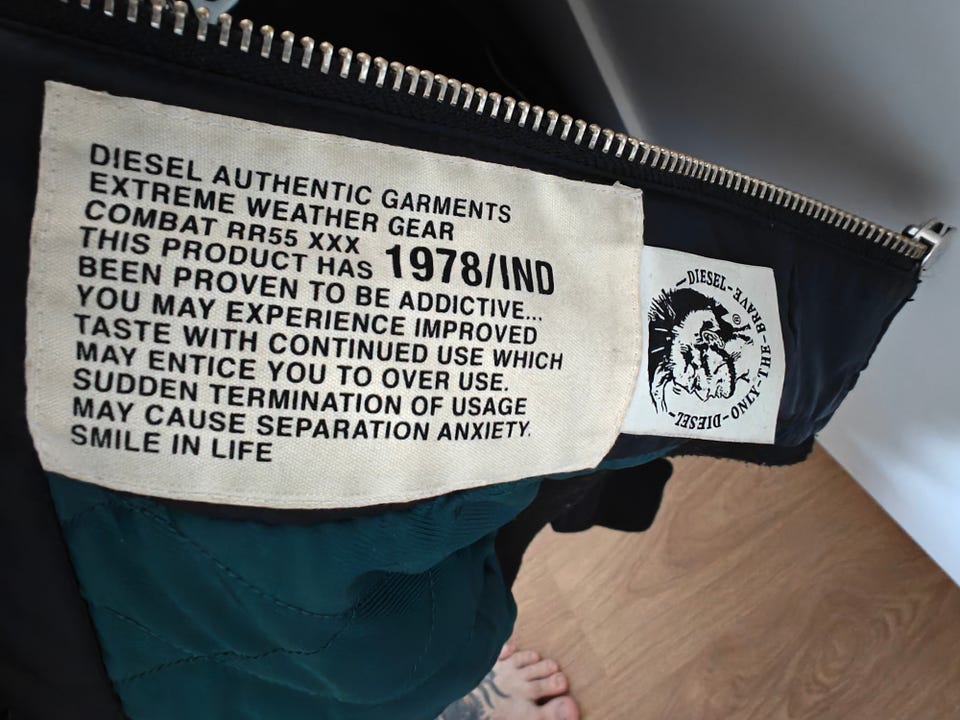 DIESEL AUTHENTIC GARMENTS
EXTREME WEATHER GEAR
COMBAT RR55 XXX
THIS PRODUCT HAS 1978/IND
BEEN PROVEN TO BE ADDICTIVE...
YOU MAY EXPERIENCE IMPROVED
TASTE WITH CONTINUED USE WHICH
MAY ENTICE YOU TO OVER USE.
SUDDEN TERMINATION OF USAGE
MAY CAUSE SEPARATION ANXIETY.
SMILE IN LIFE
DIESEL-ONLY-THE-BRAVE-DIESEL-
®